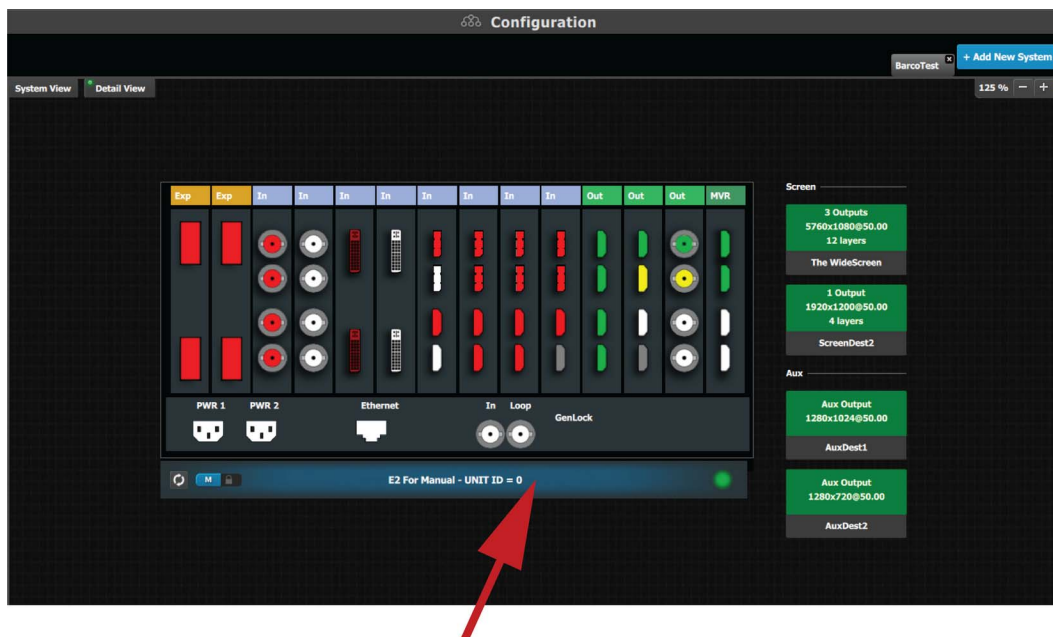 Configuration
BarcoTest
+ Add New System
System View
Detail View
125 %
Exp Exp In In In In In In In In Out Out Out MVR
PWR 1
PWR 2
Ethernet
In Loop
GenLock
M
E2 For Manual - UNIT ID = 0
Screen
3 Outputs
5760x1080@50.00
12 layers
The WideScreen
1 Output
1920x1200@50.00
4 layers
ScreenDest2
Aux
Aux Output
1280x1024@50.00
AuxDest1
Aux Output
1280x720@50.00
AuxDest2